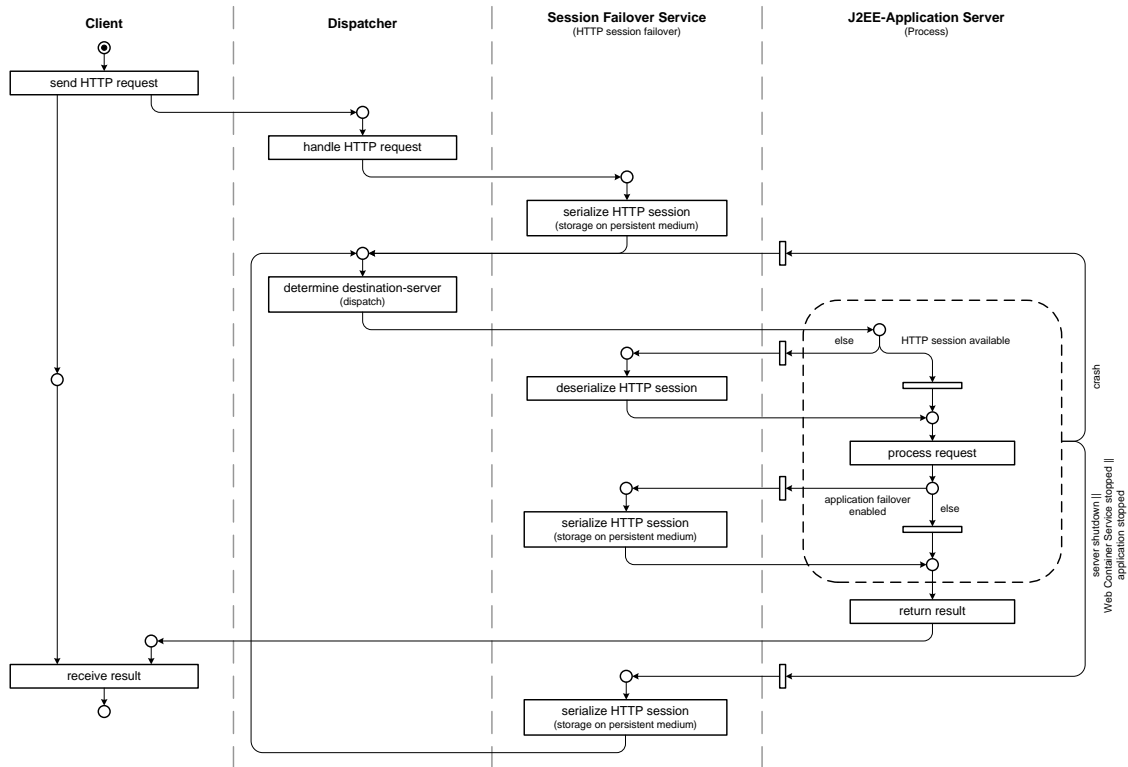 Client
Dispatcher
Session Failover Service
(HTTP session failover)
J2EE-Application Server
(Process)
send HTTP request
handle HTTP request
serialize HTTP session
(storage on persistent medium)
determine destination-server
(dispatch)
else
HTTP session available
deserialize HTTP session
crash
process request
application failover
enabled
else
serialize HTTP session
(storage on persistent medium)
server shutdown ||
Web Container Service stopped ||
application stopped
return result
receive result
serialize HTTP session
(storage on persistent medium)